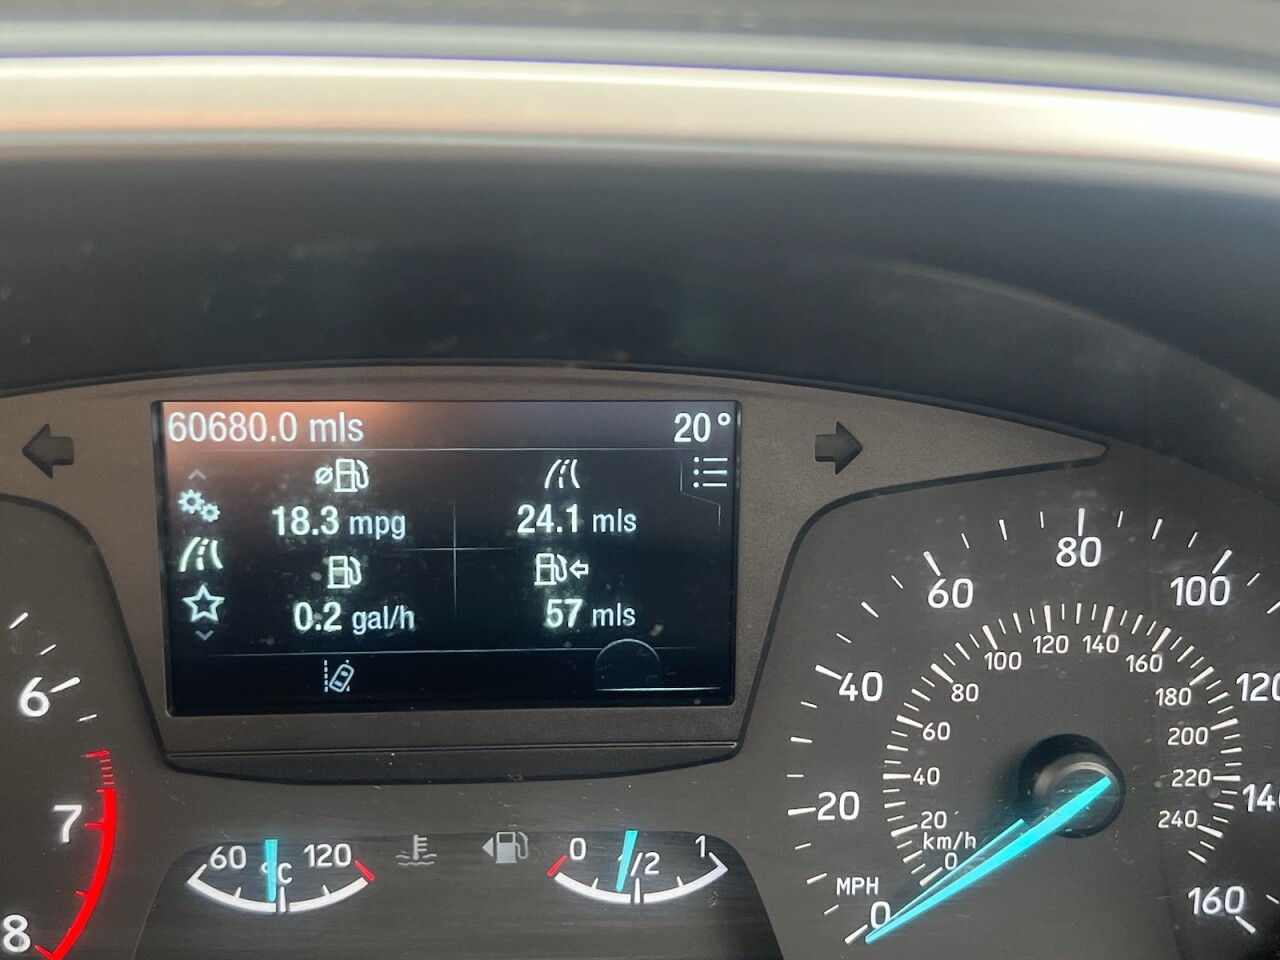 60680.0 mls 20°
18.3 mpg 24.1 mls
0.2 gal/h 57 mls
6
7
8
60 °C 120
0 1/2 1
0 20 40 60 80 100 120 14 160
MPH
0 20 40 60 80 100 120 140 160 180 200 220 240
km/h